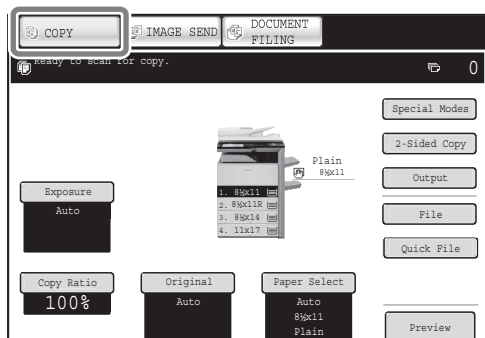 COPY
IMAGE SEND
DOCUMENT
FILING
Ready to scan for copy.
0
Special Modes
2-Sided Copy
Output
File
Quick File
Preview
Plain
8½x11
1. 8½x11
2. 8½x11R
3. 8½x14
4. 11x17
Exposure
Auto
Copy Ratio
100%
Original
Auto
Paper Select
Auto
8½x11
Plain